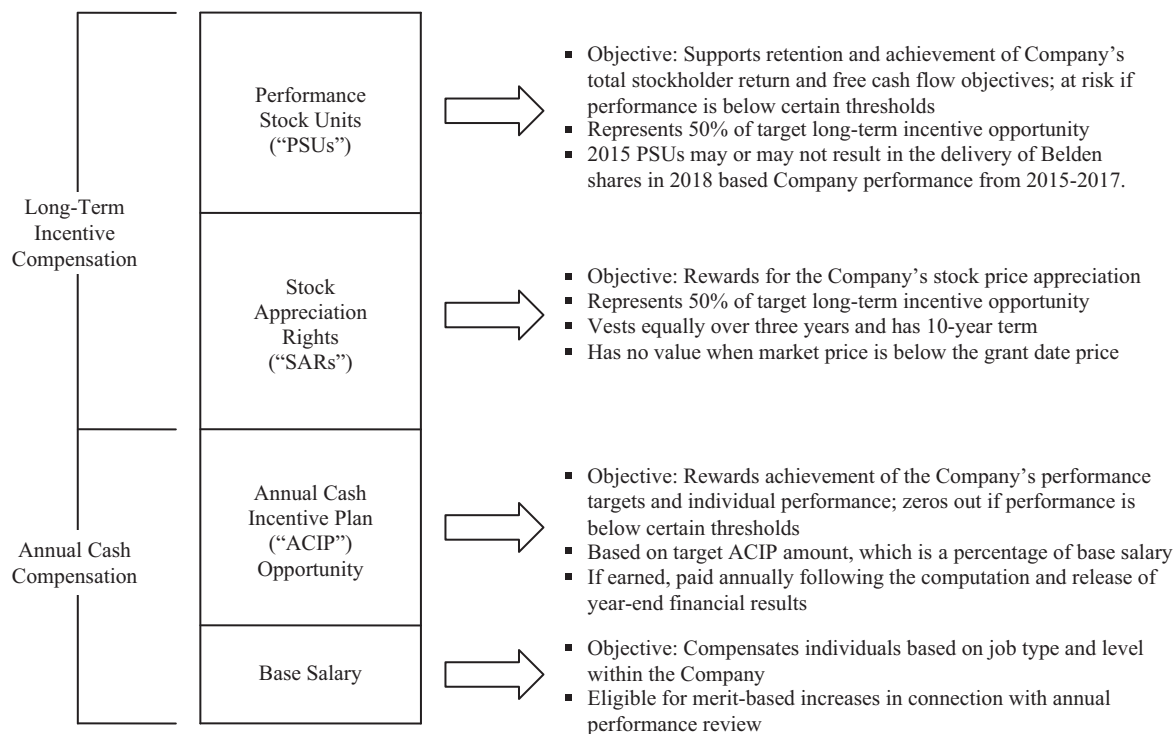 Long-Term
Incentive
Compensation
Performance
Stock Units
(“PSUs”)
▪ Objective: Supports retention and achievement of Company’s
total stockholder return and free cash flow objectives; at risk if
performance is below certain thresholds
▪ Represents 50% of target long-term incentive opportunity
▪ 2015 PSUs may or may not result in the delivery of Belden
shares in 2018 based Company performance from 2015-2017.
Stock
Appreciation
Rights
(“SARs”)
▪ Objective: Rewards for the Company’s stock price appreciation
▪ Represents 50% of target long-term incentive opportunity
▪ Vests equally over three years and has 10-year term
▪ Has no value when market price is below the grant date price
Annual Cash
Compensation
Annual Cash
Incentive Plan
(“ACIP”)
Opportunity
▪ Objective: Rewards achievement of the Company’s performance
targets and individual performance; zeros out if performance is
below certain thresholds
▪ Based on target ACIP amount, which is a percentage of base salary
▪ If earned, paid annually following the computation and release of
year-end financial results
Base Salary
▪ Objective: Compensates individuals based on job type and level
within the Company
▪ Eligible for merit-based increases in connection with annual
performance review